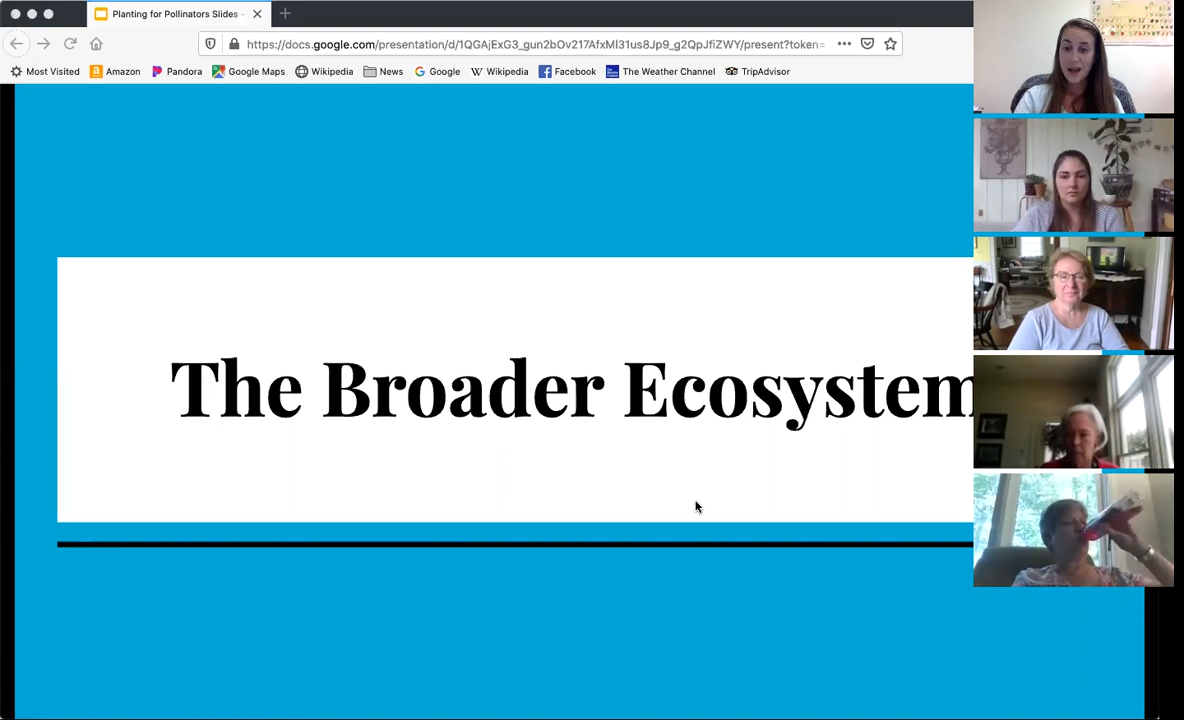 Planting for Pollinators Slides -
https://docs.google.com/presentation/d/1QGAjExG3_gun2bOv217AfxMl31us8Jp9_g2QpJfiZWY/present?token=
Most Visited Amazon Pandora Google Maps Wikipedia News Google Wikipedia Facebook The Weather Channel TripAdvisor
The Broader Ecosystem